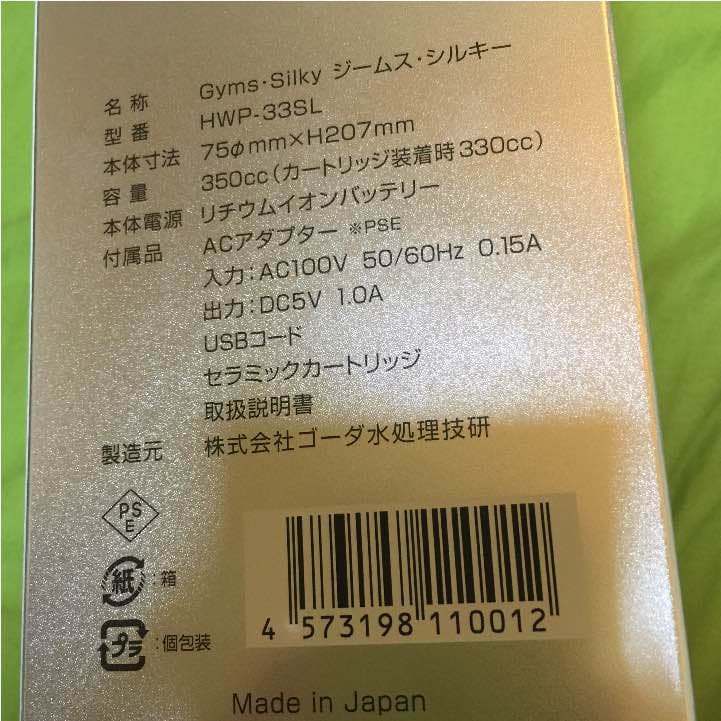 名称 Gyms・Silky ジームス・シルキー
型番 HWP-33SL
本体寸法 75φmm×H207mm
容量 350cc(カートリッジ装着時330cc)
本体電源 リチウムイオンバッテリー
付属品 ACアダプター ※PSE
入力:AC100V 50/60Hz 0.15A
出力:DC5V 1.0A
USBコード
セラミックカートリッジ
取扱説明書
製造元 株式会社ゴーダ水処理技研
PS
E
紙:箱
プラ:個包装
4 573198 110012
Made in Japan